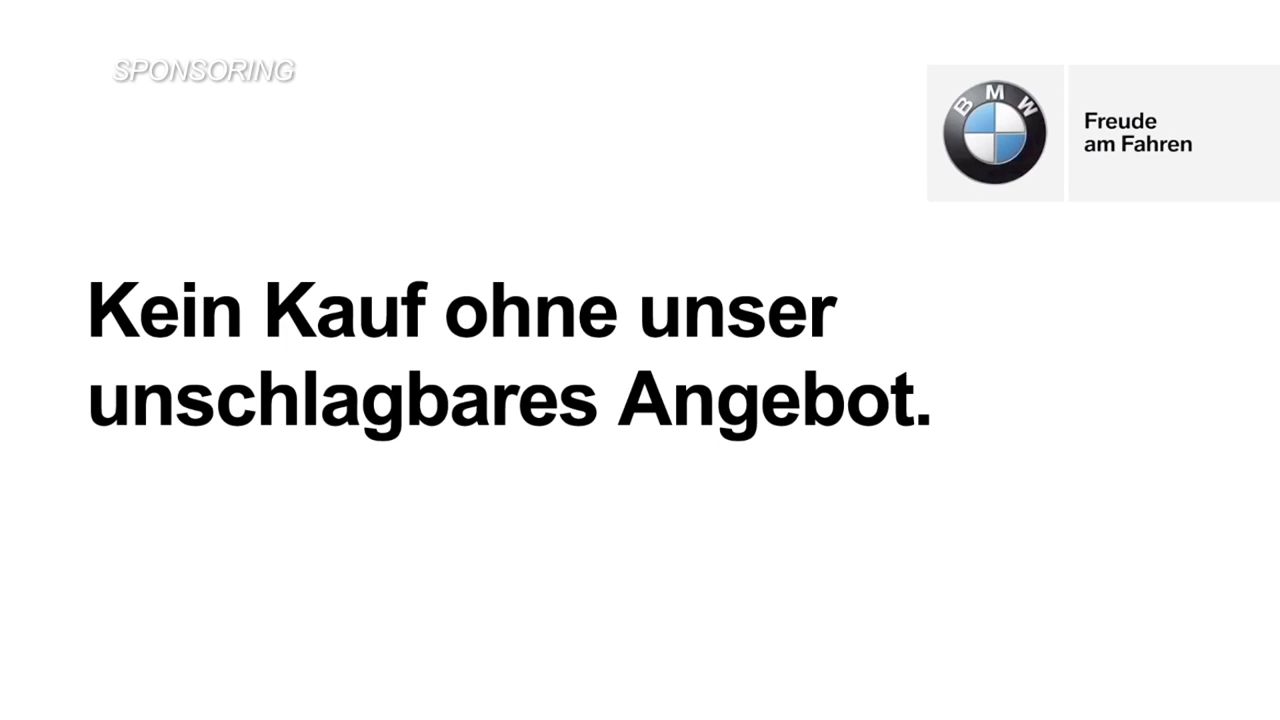 SPONSORING
BMW
Freude
am Fahren
Kein Kauf ohne unser
unschlagbares Angebot.